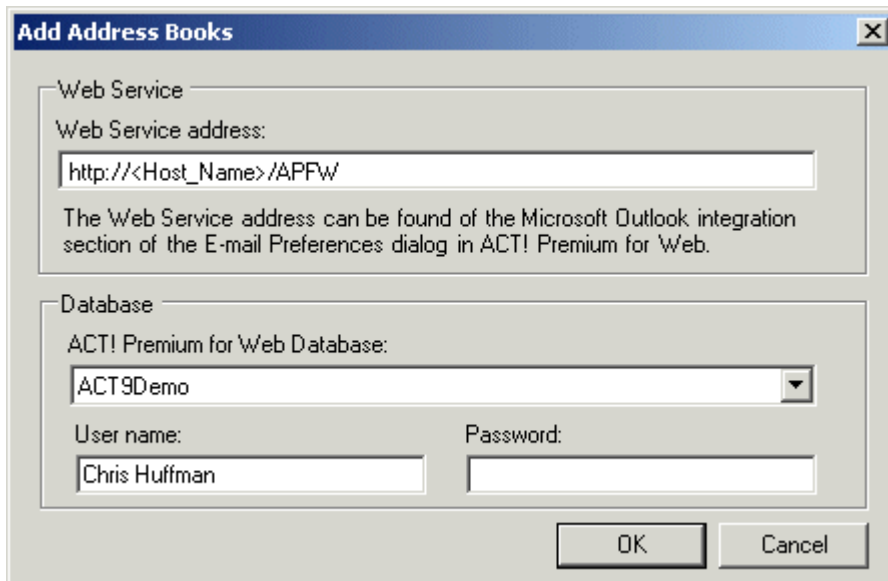 Add Address Books
Web Service
Web Service address:
http://<Host_Name>/APFW
The Web Service address can be found of the Microsoft Outlook integration
section of the E-mail Preferences dialog in ACT! Premium for Web.
Database
ACT! Premium for Web Database:
ACT9Demo
User name: Password:
Chris Huffman
OK Cancel